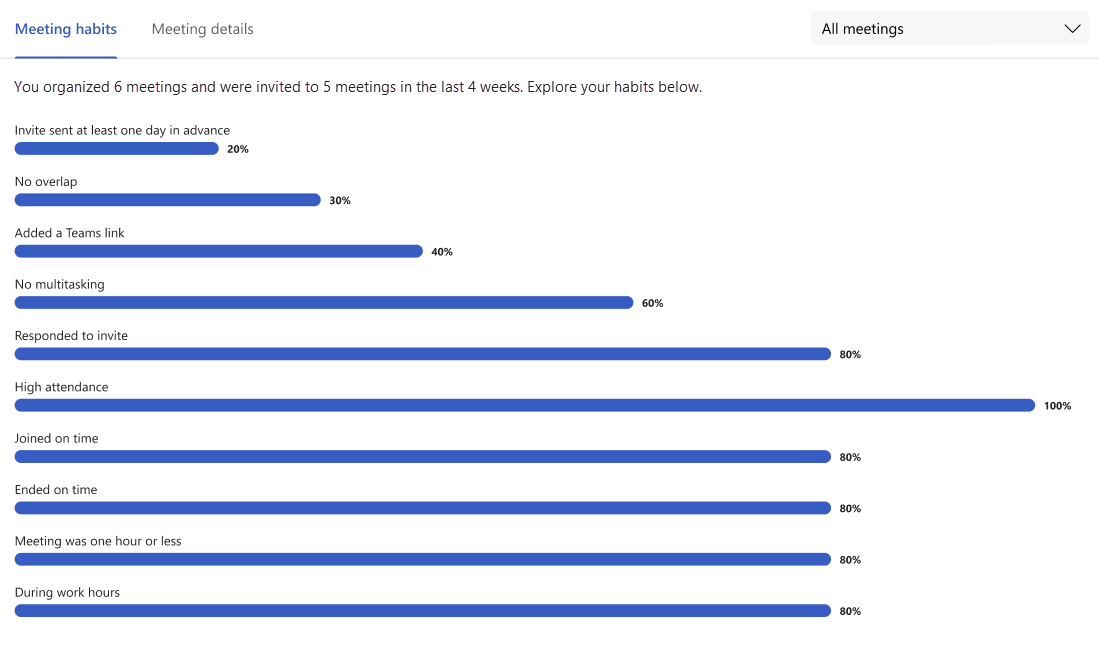 Meeting habits Meeting details All meetings
You organized 6 meetings and were invited to 5 meetings in the last 4 weeks. Explore your habits below.
Invite sent at least one day in advance
20%
No overlap
30%
Added a Teams link
40%
No multitasking
60%
Responded to invite
80%
High attendance
100%
Joined on time
80%
Ended on time
80%
Meeting was one hour or less
80%
During work hours
80%